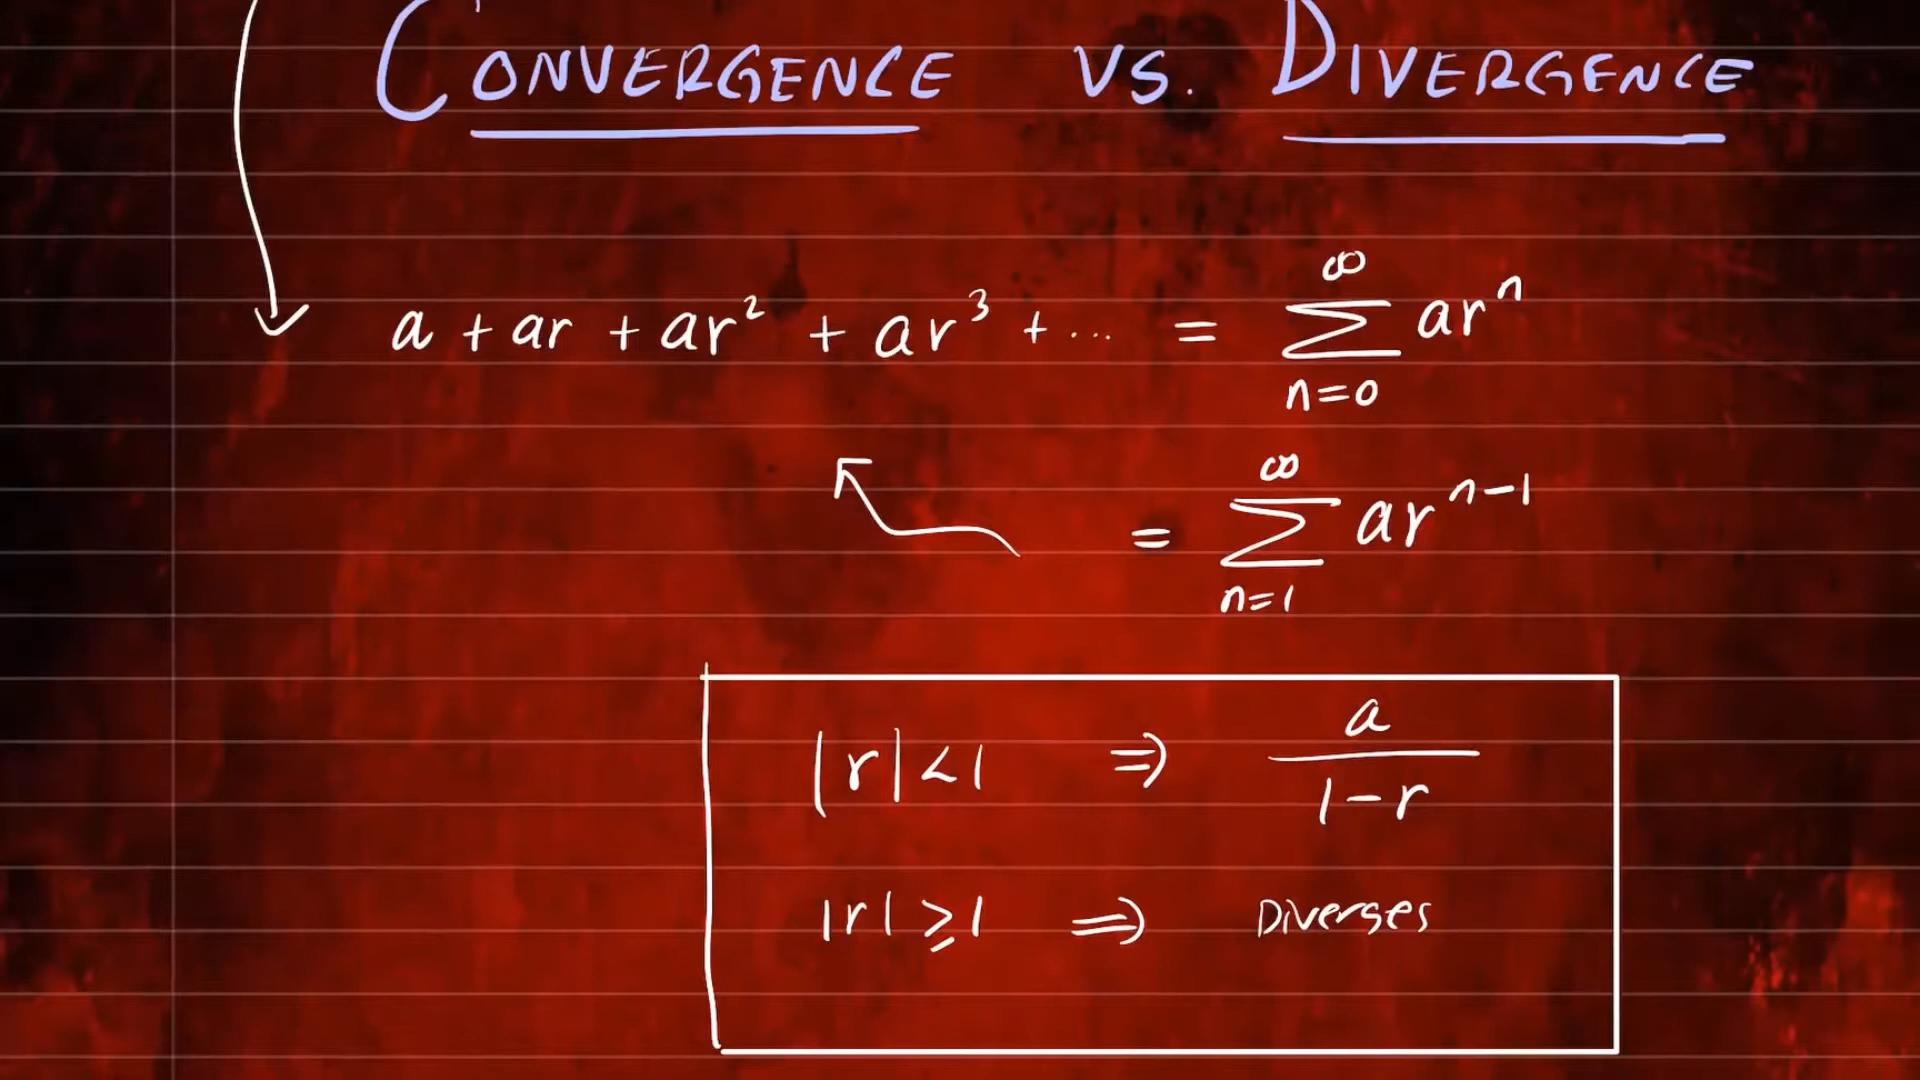 CONVERGENCE VS. DIVERGENCE
a + ar + ar² + ar³ + ... = ∞ ∑ n=0 arⁿ
= ∞ ∑ n=1 arⁿ⁻¹
|r| < 1 ⇒ a / 1-r
|r| ≥ 1 ⇒ Diverges